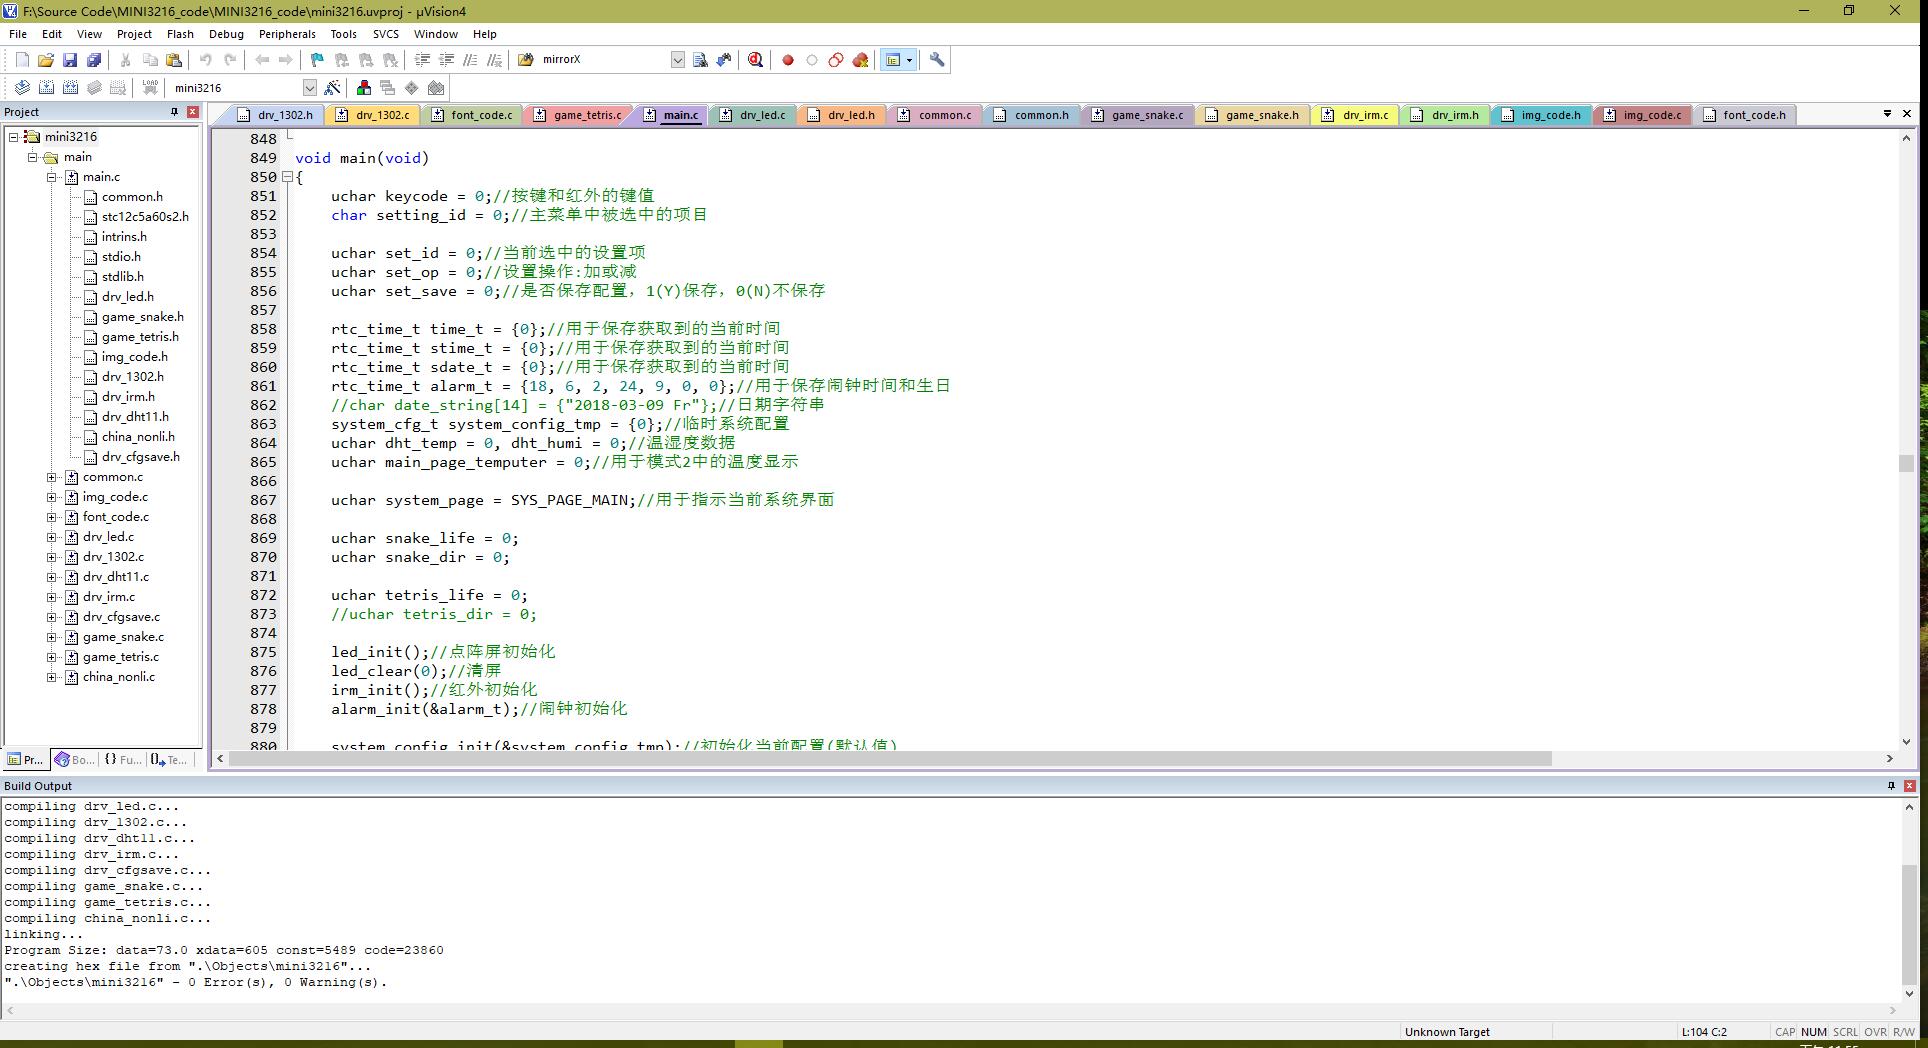 F:\Source Code\MINI3216_code\MINI3216_code\mini3216.uvproj - µVision4
File Edit View Project Flash Debug Peripherals Tools SVCS Window Help
mirrorX
LOAD mini3216
Project
drv_1302.h drv_1302.c font_code.c game_tetris.c main.c drv_led.c drv_led.h common.c common.h game_snake.c game_snake.h drv_irm.c drv_irm.h img_code.h img_code.c font_code.h
mini3216
main
main.c
common.h
stc12c5a60s2.h
intrins.h
stdio.h
stdlib.h
drv_led.h
game_snake.h
game_tetris.h
img_code.h
drv_1302.h
drv_irm.h
drv_dht11.h
china_nonli.h
drv_cfgsave.h
common.c
img_code.c
font_code.c
drv_led.c
drv_1302.c
drv_dht11.c
drv_irm.c
drv_cfgsave.c
game_snake.c
game_tetris.c
china_nonli.c
Pr... Bo... {} Fu... Te...
848
849 void main(void)
850 {
851 uchar keycode = 0;//按键和红外的键值
852 char setting_id = 0;//主菜单中被选中的项目
853
854 uchar set_id = 0;//当前选中的设置项
855 uchar set_op = 0;//设置操作:加或减
856 uchar set_save = 0;//是否保存配置，1(Y)保存，0(N)不保存
857
858 rtc_time_t time_t = {0};//用于保存获取到的当前时间
859 rtc_time_t stime_t = {0};//用于保存获取到的当前时间
860 rtc_time_t sdate_t = {0};//用于保存获取到的当前时间
861 rtc_time_t alarm_t = {18, 6, 2, 24, 9, 0, 0};//用于保存闹钟时间和生日
862 //char date_string[14] = {"2018-03-09 Fr"};//日期字符串
863 system_cfg_t system_config_tmp = {0};//临时系统配置
864 uchar dht_temp = 0, dht_humi = 0;//温湿度数据
865 uchar main_page_temputer = 0;//用于模式2中的温度显示
866
867 uchar system_page = SYS_PAGE_MAIN;//用于指示当前系统界面
868
869 uchar snake_life = 0;
870 uchar snake_dir = 0;
871
872 uchar tetris_life = 0;
873 //uchar tetris_dir = 0;
874
875 led_init();//点阵屏初始化
876 led_clear(0);//清屏
877 irm_init();//红外初始化
878 alarm_init(&alarm_t);//闹钟初始化
879
880 system_config_init(&system_config_tmp);//初始化当前配置(默认值)
Build Output
compiling drv_led.c...
compiling drv_1302.c...
compiling drv_dht11.c...
compiling drv_irm.c...
compiling drv_cfgsave.c...
compiling game_snake.c...
compiling game_tetris.c...
compiling china_nonli.c...
linking...
Program Size: data=73.0 xdata=605 const=5489 code=23860
creating hex file from ".\Objects\mini3216"...
".\Objects\mini3216" - 0 Error(s), 0 Warning(s).
Unknown Target L:104 C:2 CAP NUM SCRL OVR R/W